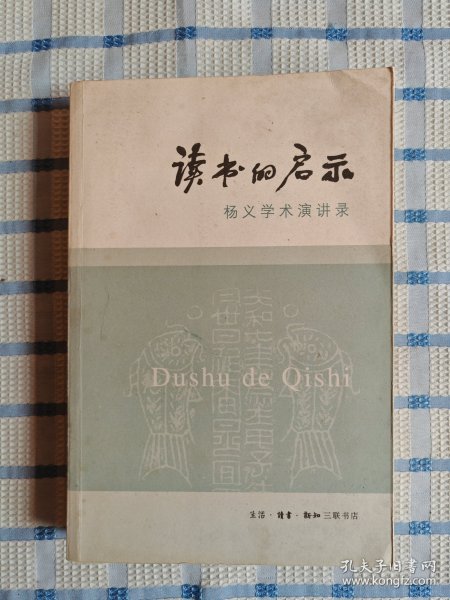 读书的启示
杨义学术演讲录
Dushu de Qishi
生活·讀書·新知三联书店
孔夫子旧书网
www.kongfz.com